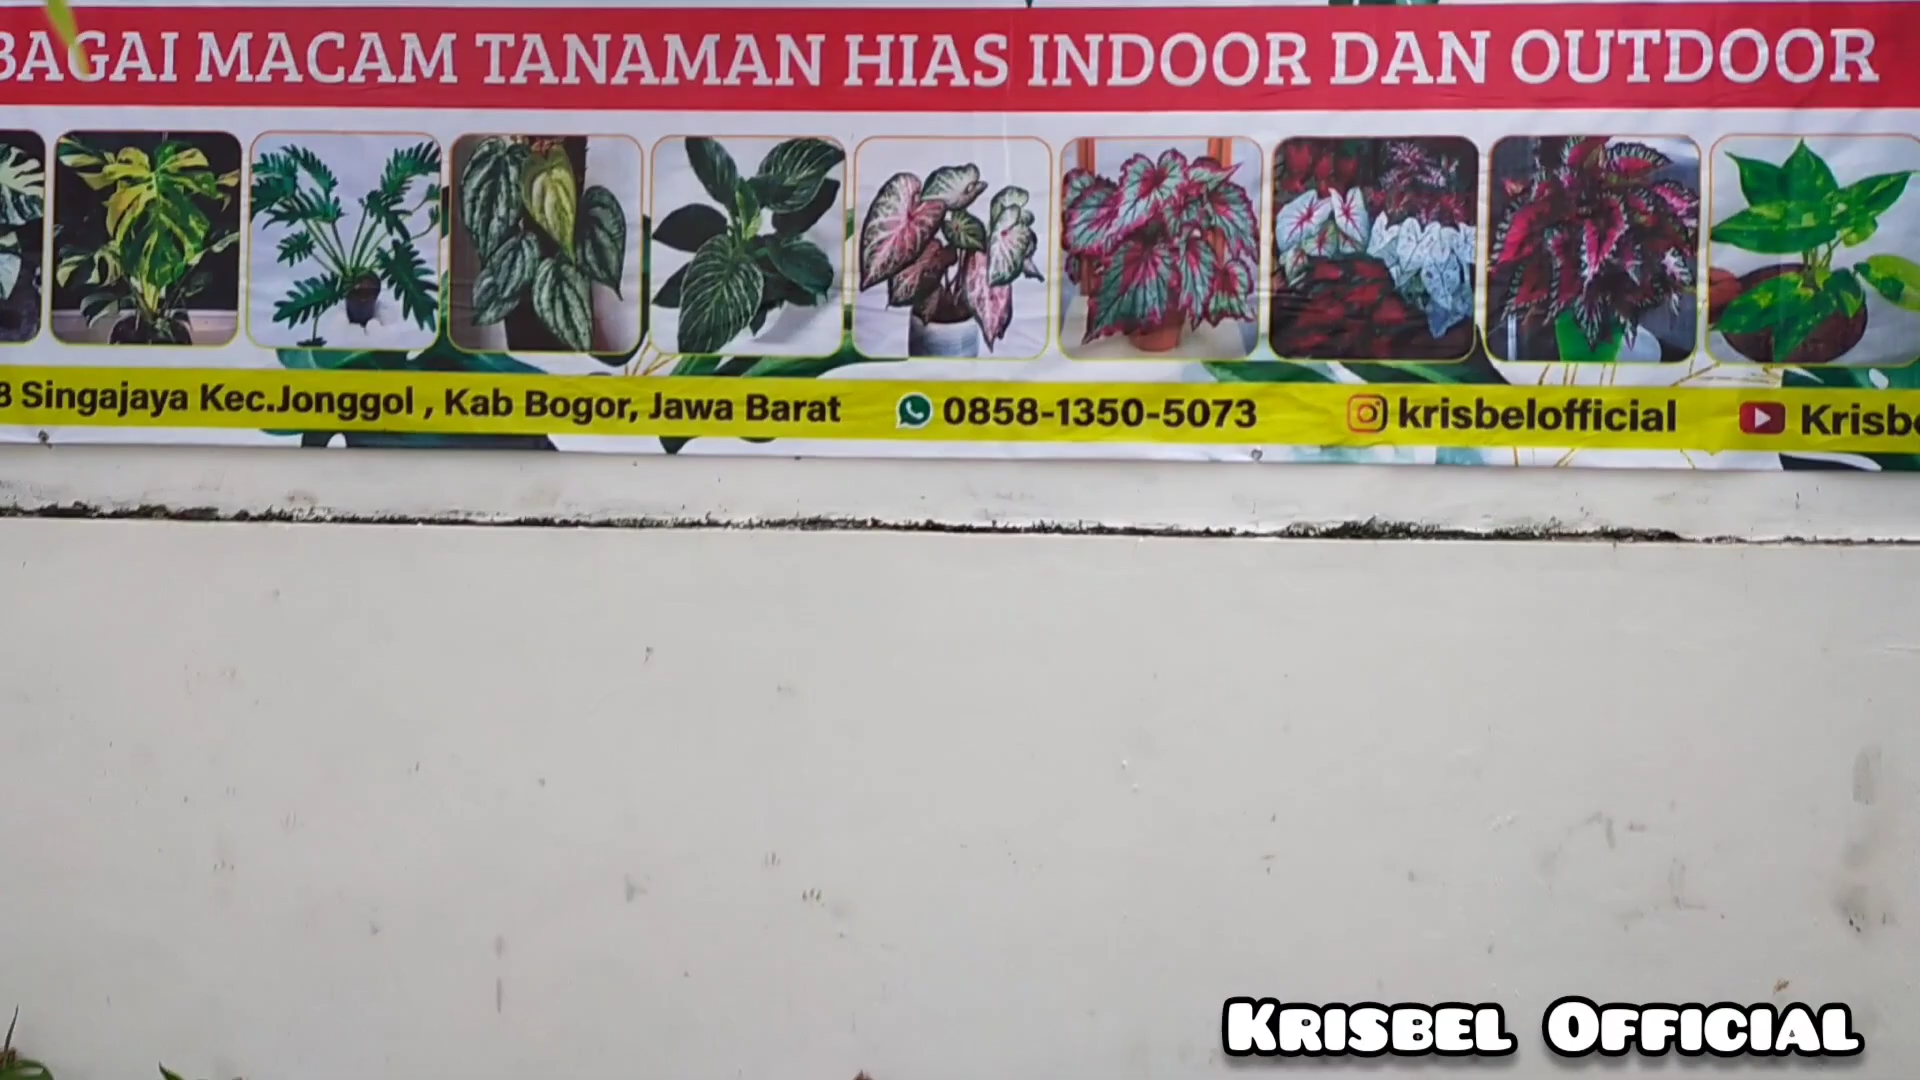 BAGAI MACAM TANAMAN HIAS INDOOR DAN OUTDOOR
8 Singajaya Kec.Jonggol , Kab Bogor, Jawa Barat 0858-1350-5073 krisbelofficial Krisbe
KRISBEL OFFICIAL